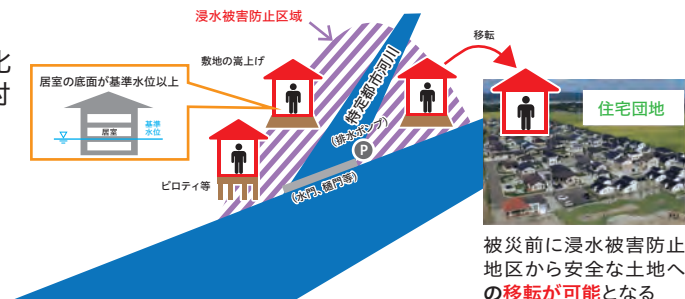 浸水被害防止区域
移転
化
対
敷地の嵩上げ
居室の底面が基準水位以上
居室
基準
水位
特定都市河川
(排水ポンプ)
P
住宅団地
ピロティ等
(水門、樋門等)
被災前に浸水被害防止
地区から安全な土地へ
の移転が可能となる